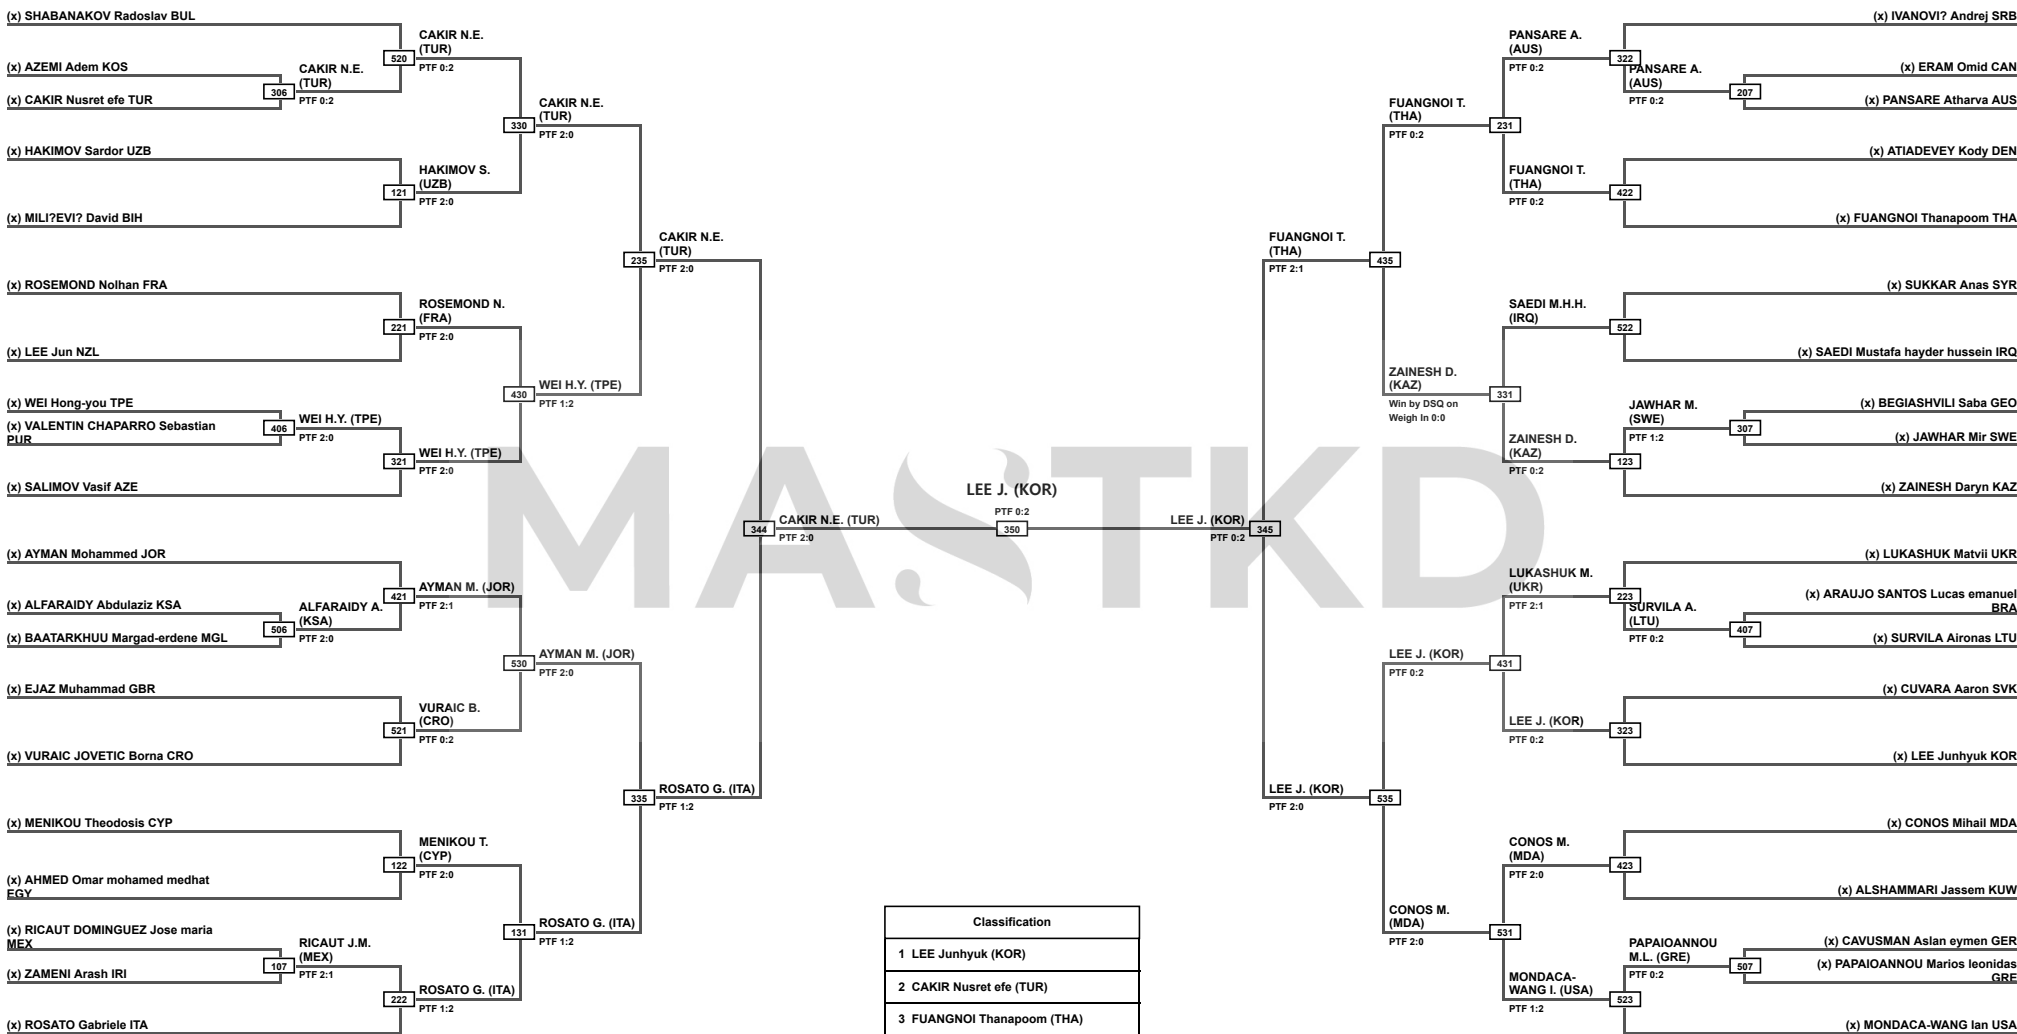 (x) SHABANAKOV Radoslav BUL
520
CAKIR N.E.
(TUR)
PTF 0:2
(x) AZEMI Adem KOS
306
CAKIR N.E.
(TUR)
PTF 0:2
(x) CAKIR Nusret efe TUR
330
CAKIR N.E.
(TUR)
PTF 2:0
(x) HAKIMOV Sardor UZB
121
HAKIMOV S.
(UZB)
PTF 2:0
(x) MILI?EVI? David BIH
235
CAKIR N.E.
(TUR)
PTF 2:0
(x) ROSEMOND Nolhan FRA
221
ROSEMOND N.
(FRA)
PTF 2:0
(x) LEE Jun NZL
430
WEI H.Y. (TPE)
PTF 1:2
(x) WEI Hong-you TPE
(x) VALENTIN CHAPARRO Sebastian
PUR
406
WEI H.Y. (TPE)
PTF 2:0
321
WEI H.Y. (TPE)
PTF 2:0
(x) SALIMOV Vasif AZE
344
CAKIR N.E. (TUR)
PTF 2:0
(x) AYMAN Mohammed JOR
421
AYMAN M. (JOR)
PTF 2:1
(x) ALFARAIDY Abdulaziz KSA
506
ALFARAIDY A.
(KSA)
PTF 2:0
(x) BAATARKHUU Margad-erdene MGL
530
AYMAN M. (JOR)
PTF 2:0
(x) EJAZ Muhammad GBR
521
VURAIC B.
(CRO)
PTF 0:2
(x) VURAIC JOVETIC Borna CRO
335
ROSATO G. (ITA)
PTF 1:2
(x) MENIKOU Theodosis CYP
122
MENIKOU T.
(CYP)
PTF 2:0
(x) AHMED Omar mohamed medhat
EGY
131
ROSATO G. (ITA)
PTF 1:2
(x) RICAUT DOMINGUEZ Jose maria
MEX
107
RICAUT J.M.
(MEX)
PTF 2:1
(x) ZAMENI Arash IRI
222
ROSATO G. (ITA)
PTF 1:2
(x) ROSATO Gabriele ITA
MASTKD
LEE J. (KOR)
PTF 0:2
350
LEE J. (KOR)
PTF 0:2
345
(x) IVANOVI? Andrej SRB
PANSARE A.
(AUS)
PTF 0:2
322
(x) ERAM Omid CAN
PANSARE A.
(AUS)
PTF 0:2
207
(x) PANSARE Atharva AUS
FUANGNOI T.
(THA)
PTF 0:2
231
(x) ATIADEVEY Kody DEN
FUANGNOI T.
(THA)
PTF 0:2
422
(x) FUANGNOI Thanapoom THA
FUANGNOI T.
(THA)
PTF 2:1
435
(x) SUKKAR Anas SYR
SAEDI M.H.H.
(IRQ)
522
(x) SAEDI Mustafa hayder hussein IRQ
ZAINESH D.
(KAZ)
Win by DSQ on
Weigh In 0:0
331
(x) BEGIASHVILI Saba GEO
JAWHAR M.
(SWE)
PTF 1:2
307
(x) JAWHAR Mir SWE
ZAINESH D.
(KAZ)
PTF 0:2
123
(x) ZAINESH Daryn KAZ
(x) LUKASHUK Matvii UKR
LUKASHUK M.
(UKR)
PTF 2:1
223
(x) ARAUJO SANTOS Lucas emanuel
BRA
SURVILA A.
(LTU)
PTF 0:2
407
(x) SURVILA Aironas LTU
LEE J. (KOR)
PTF 0:2
431
(x) CUVARA Aaron SVK
LEE J. (KOR)
PTF 0:2
323
(x) LEE Junhyuk KOR
LEE J. (KOR)
PTF 2:0
535
(x) CONOS Mihail MDA
CONOS M.
(MDA)
PTF 2:0
423
(x) ALSHAMMARI Jassem KUW
CONOS M.
(MDA)
PTF 2:0
531
(x) CAVUSMAN Aslan eymen GER
PAPAIOANNOU
M.L. (GRE)
PTF 0:2
507
(x) PAPAIOANNOU Marios leonidas
GRE
MONDACA-
WANG I. (USA)
PTF 1:2
523
(x) MONDACA-WANG Ian USA
Classification
1 LEE Junhyuk (KOR)
2 CAKIR Nusret efe (TUR)
3 FUANGNOI Thanapoom (THA)